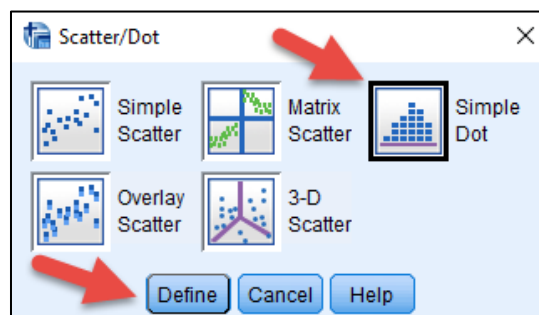 Scatter/Dot
Simple
Scatter
Matrix
Scatter
Simple
Dot
Overlay
Scatter
3-D
Scatter
Define
Cancel
Help